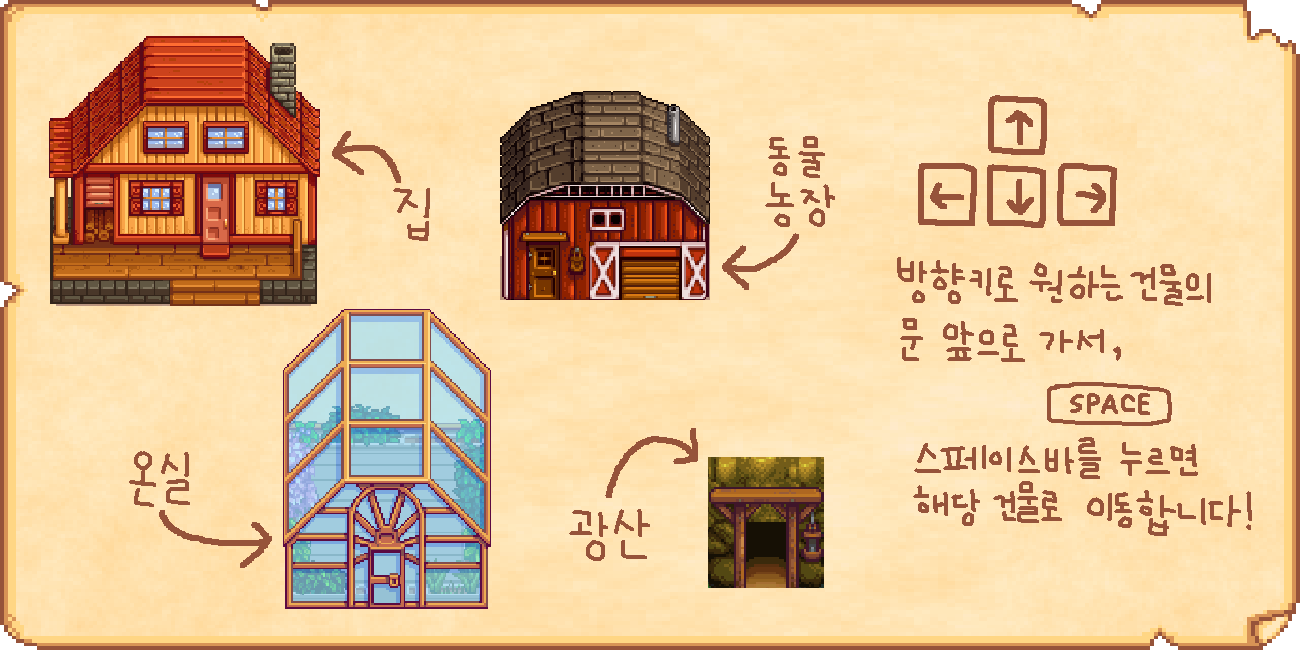 집
동물
농장
온실
광산
방향키로 원하는 건물의
문 앞으로 가서,
SPACE
스페이스바를 누르면
해당 건물로 이동합니다!